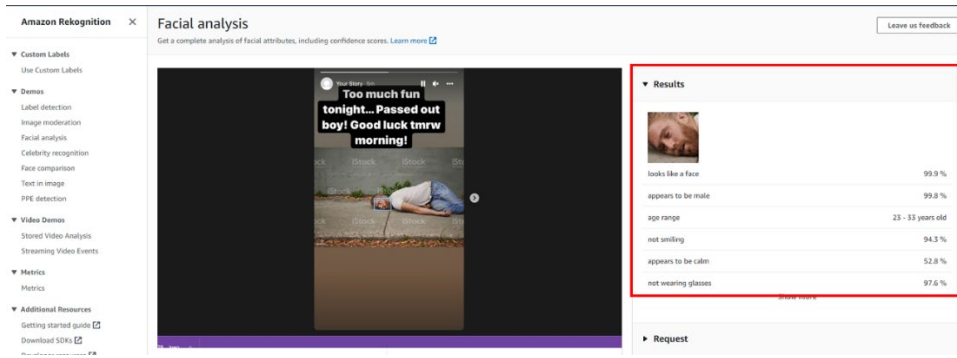 Amazon Rekognition
Custom Labels
Use Custom Labels
Demos
Label detection
Image moderation
Facial analysis
Celebrity recognition
Face comparison
Text in image
PPE detection
Video Demos
Stored Video Analysis
Streaming Video Events
Metrics
Metrics
Additional Resources
Getting started guide
Download SDKs
Developer resources
Facial analysis
Get a complete analysis of facial attributes, including confidence scores. Learn more
Leave us feedback
Your Story
Too much fun
tonight... Passed out
boy! Good luck tmrw
morning!
iStock iStock
iStock
iStock iStock
Results
looks like a face 99.9 %
appears to be male 99.8 %
age range 23 - 33 years old
not smiling 94.3 %
appears to be calm 52.8 %
not wearing glasses 97.6 %
Show more
Request